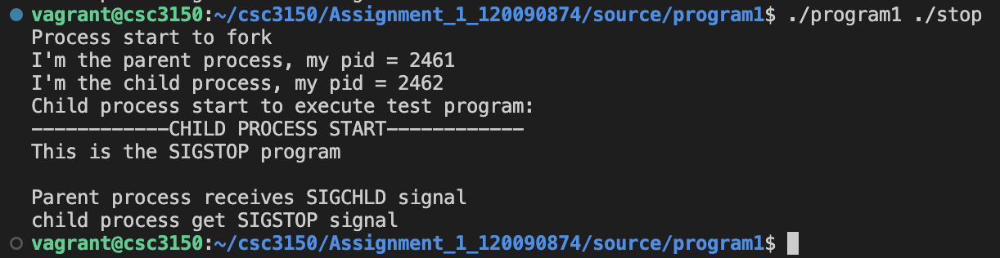 vagrant@csc3150:~/csc3150/Assignment_1_120090874/source/program1$ ./program1 ./stop
Process start to fork
I'm the parent process, my pid = 2461
I'm the child process, my pid = 2462
Child process start to execute test program:
------------CHILD PROCESS START------------
This is the SIGSTOP program
Parent process receives SIGCHLD signal
child process get SIGSTOP signal
vagrant@csc3150:~/csc3150/Assignment_1_120090874/source/program1$